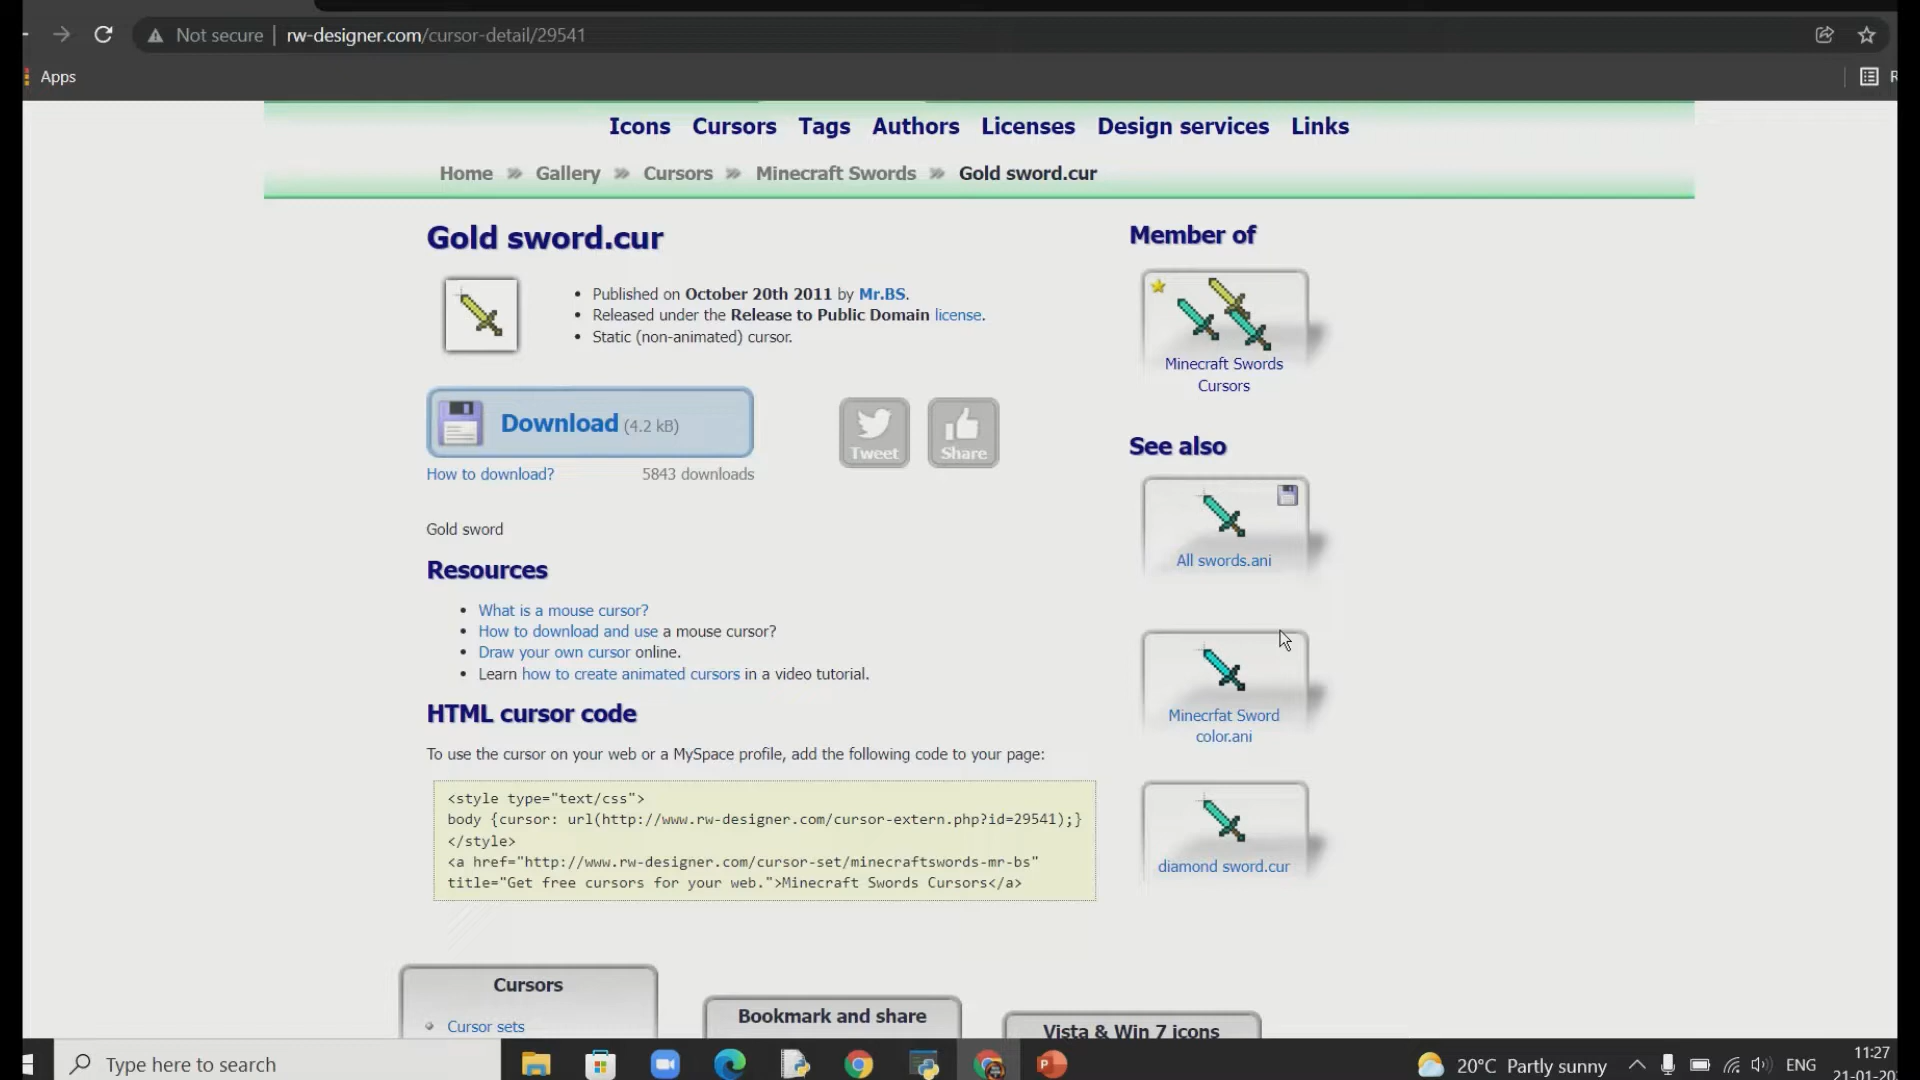 Not secure | rw-designer.com/cursor-detail/29541
Apps
Icons Cursors Tags Authors Licenses Design services Links
Home » Gallery » Cursors » Minecraft Swords » Gold sword.cur
Gold sword.cur
• Published on October 20th 2011 by Mr.BS.
• Released under the Release to Public Domain license.
• Static (non-animated) cursor.
Download (4.2 kB)
Tweet
Share
How to download?
5843 downloads
Gold sword
Resources
• What is a mouse cursor?
• How to download and use a mouse cursor?
• Draw your own cursor online.
• Learn how to create animated cursors in a video tutorial.
HTML cursor code
To use the cursor on your web or a MySpace profile, add the following code to your page:
<style type="text/css">
body {cursor: url(http://www.rw-designer.com/cursor-extern.php?id=29541);}
</style>
<a href="http://www.rw-designer.com/cursor-set/minecraftswords-mr-bs"
title="Get free cursors for your web.">Minecraft Swords Cursors</a>
Member of
Minecraft Swords
Cursors
See also
All swords.ani
Minecrfat Sword
color.ani
diamond sword.cur
Cursors
Cursor sets
Bookmark and share
Vista & Win 7 icons
Type here to search
20°C Partly sunny
ENG
11:27